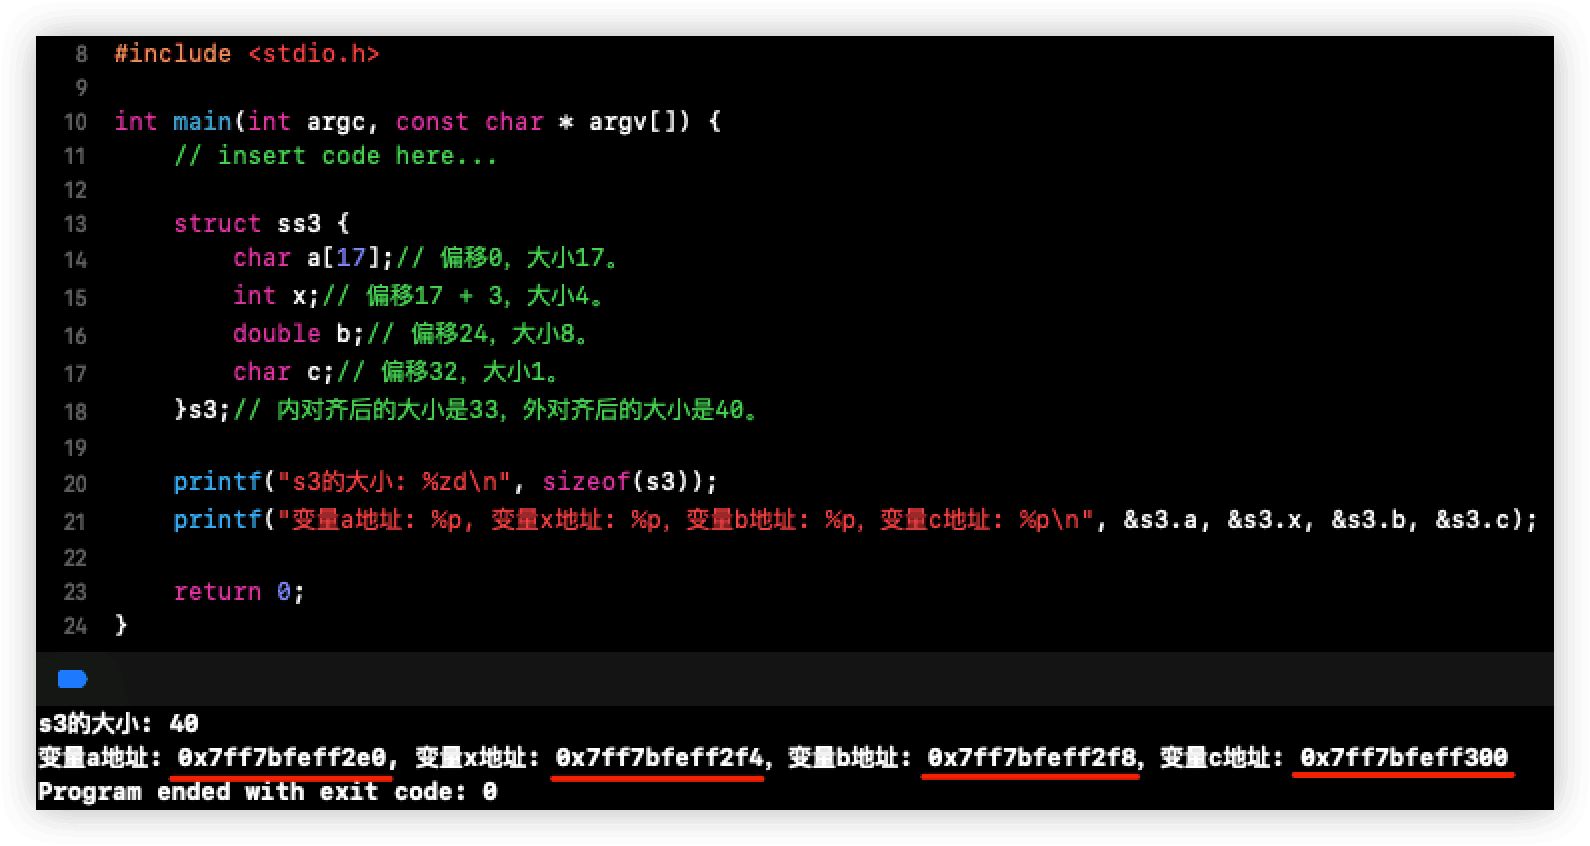 8 #include <stdio.h>
9
10 int main(int argc, const char * argv[]) {
11     // insert code here...
12
13     struct ss3 {
14         char a[17];// 偏移0，大小17。
15         int x;// 偏移17 + 3，大小4。
16         double b;// 偏移24，大小8。
17         char c;// 偏移32，大小1。
18     }s3;// 内对齐后的大小是33，外对齐后的大小是40。
19
20     printf("s3的大小: %zd\n", sizeof(s3));
21     printf("变量a地址: %p, 变量x地址: %p, 变量b地址: %p, 变量c地址: %p\n", &s3.a, &s3.x, &s3.b, &s3.c);
22
23     return 0;
24 }
s3的大小: 40
变量a地址: 0x7ff7bfeff2e0, 变量x地址: 0x7ff7bfeff2f4, 变量b地址: 0x7ff7bfeff2f8, 变量c地址: 0x7ff7bfeff300
Program ended with exit code: 0